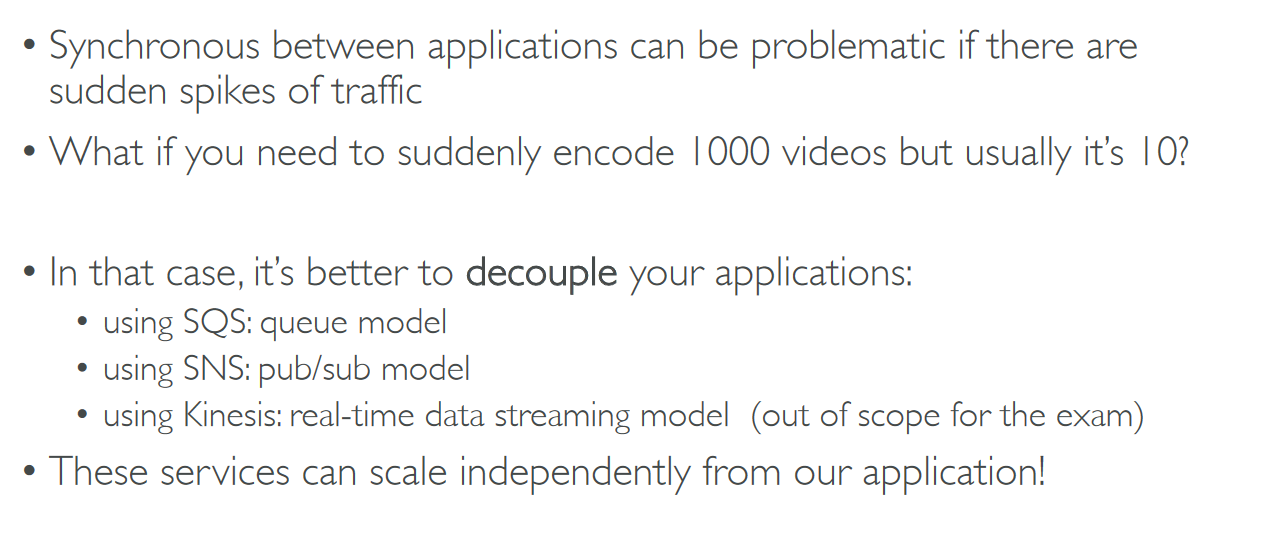 • Synchronous between applications can be problematic if there are
sudden spikes of traffic
• What if you need to suddenly encode 1000 videos but usually it’s 10?
• In that case, it’s better to decouple your applications:
• using SQS: queue model
• using SNS: pub/sub model
• using Kinesis: real-time data streaming model (out of scope for the exam)
• These services can scale independently from our application!